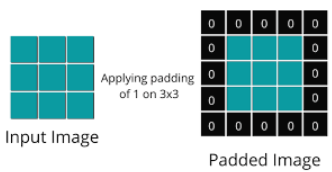 Input Image
Applying padding
of 1 on 3x3
0 0 0 0 0
0 0
0 0
0 0
0 0 0 0 0
Padded Image